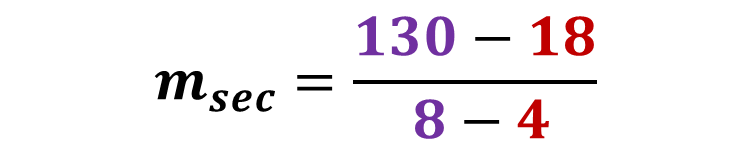 m_sec = (130 − 18) / (8 − 4)